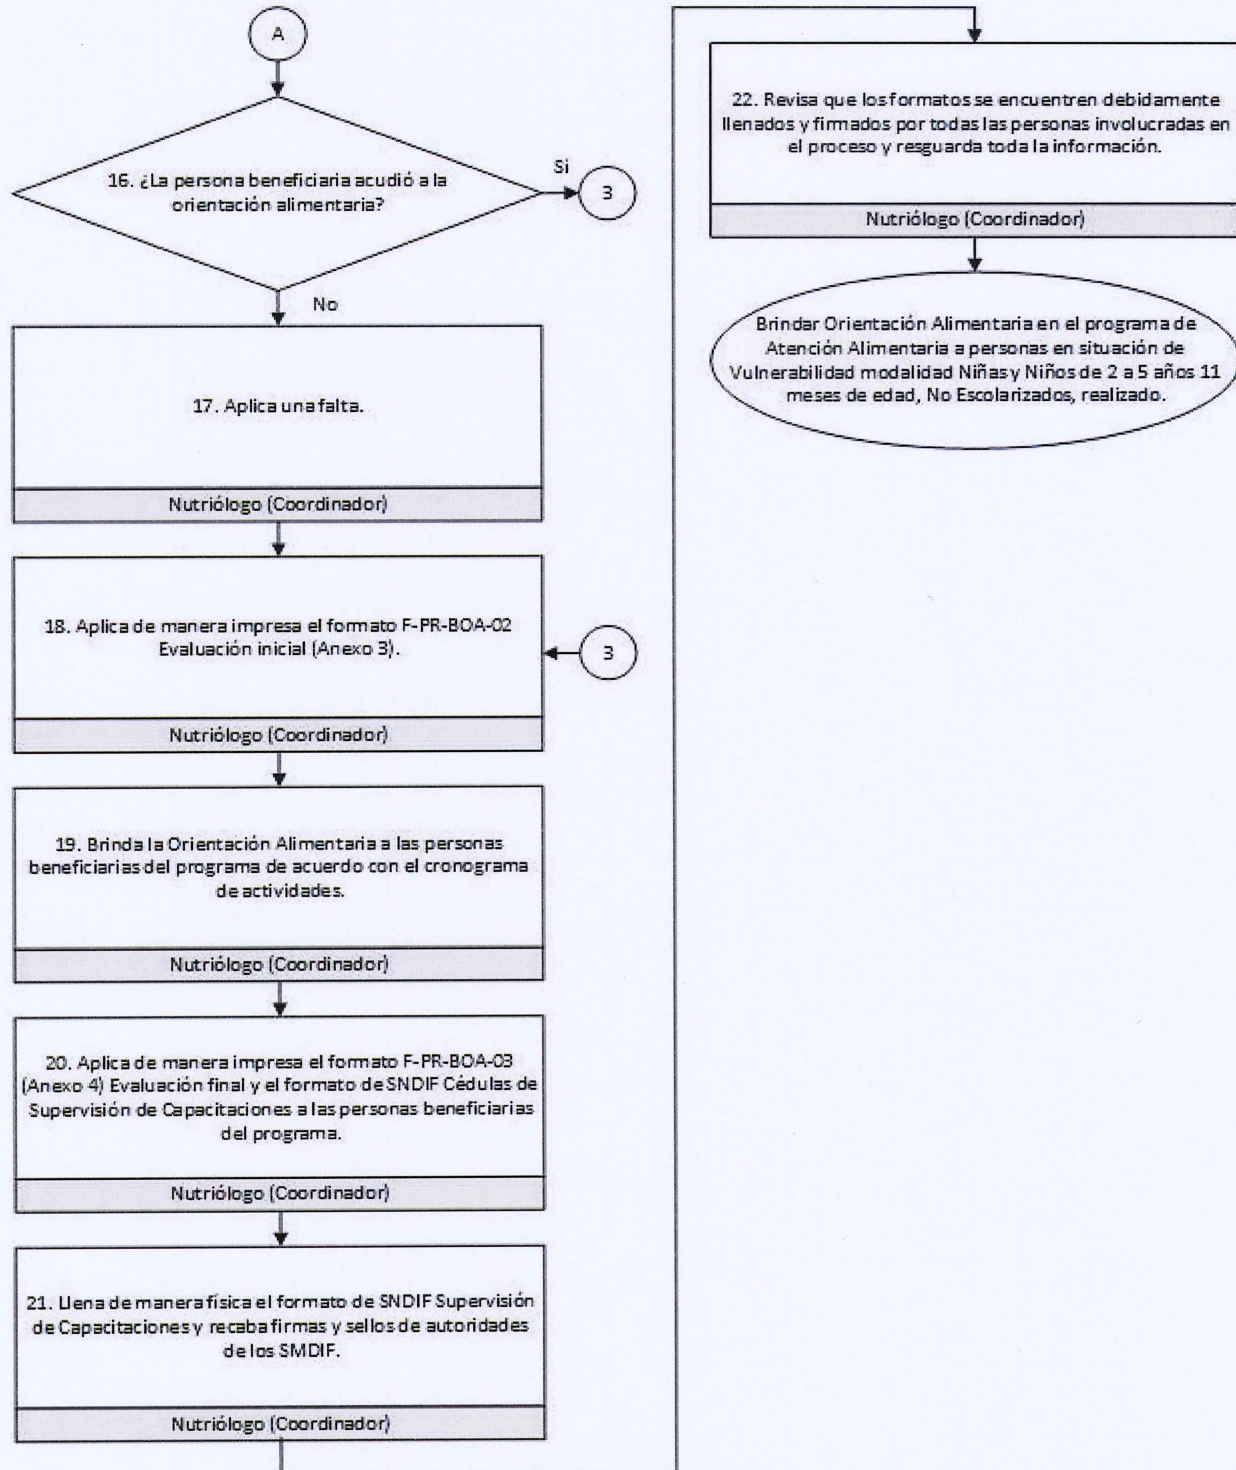 A
16. ¿La persona beneficiaria acudió a la
orientación alimentaria?
Si
3
No
17. Aplica una falta.
Nutriólogo (Coordinador)
18. Aplica de manera impresa el formato F-PR-BOA-02
Evaluación inicial (Anexo 3).
3
Nutriólogo (Coordinador)
19. Brinda la Orientación Alimentaria a las personas
beneficiarias del programa de acuerdo con el cronograma
de actividades.
Nutriólogo (Coordinador)
20. Aplica de manera impresa el formato F-PR-BOA-03
(Anexo 4) Evaluación final y el formato de SNDIF Cédulas de
Supervisión de Capacitaciones a las personas beneficiarias
del programa.
Nutriólogo (Coordinador)
21. Llena de manera física el formato de SNDIF Supervisión
de Capacitaciones y recaba firmas y sellos de autoridades
de los SMDIF.
Nutriólogo (Coordinador)
22. Revisa que los formatos se encuentren debidamente
llenados y firmados por todas las personas involucradas en
el proceso y resguarda toda la información.
Nutriólogo (Coordinador)
Brindar Orientación Alimentaria en el programa de
Atención Alimentaria a personas en situación de
Vulnerabilidad modalidad Niñas y Niños de 2 a 5 años 11
meses de edad, No Escolarizados, realizado.